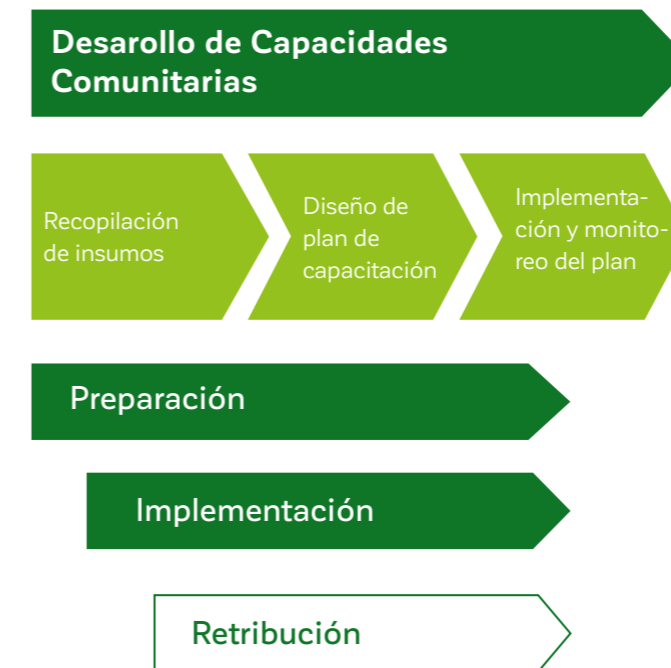 Desarollo de Capacidades
Comunitarias
Recopilación
de insumos
Diseño de
plan de
capacitación
Implementa-
ción y monito-
reo del plan
Preparación
Implementación
Retribución